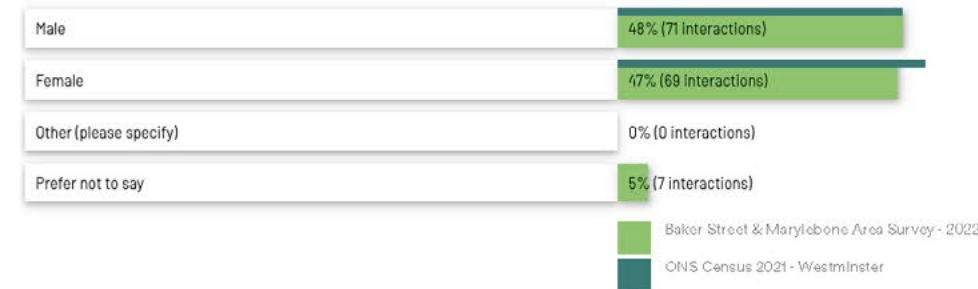 Male
48% (71 interactions)
Female
47% (69 interactions)
Other (please specify)
0% (0 interactions)
Prefer not to say
5% (7 interactions)
Baker Street & Marylebone Area Survey - 2022
ONS Census 2021 - Westminster